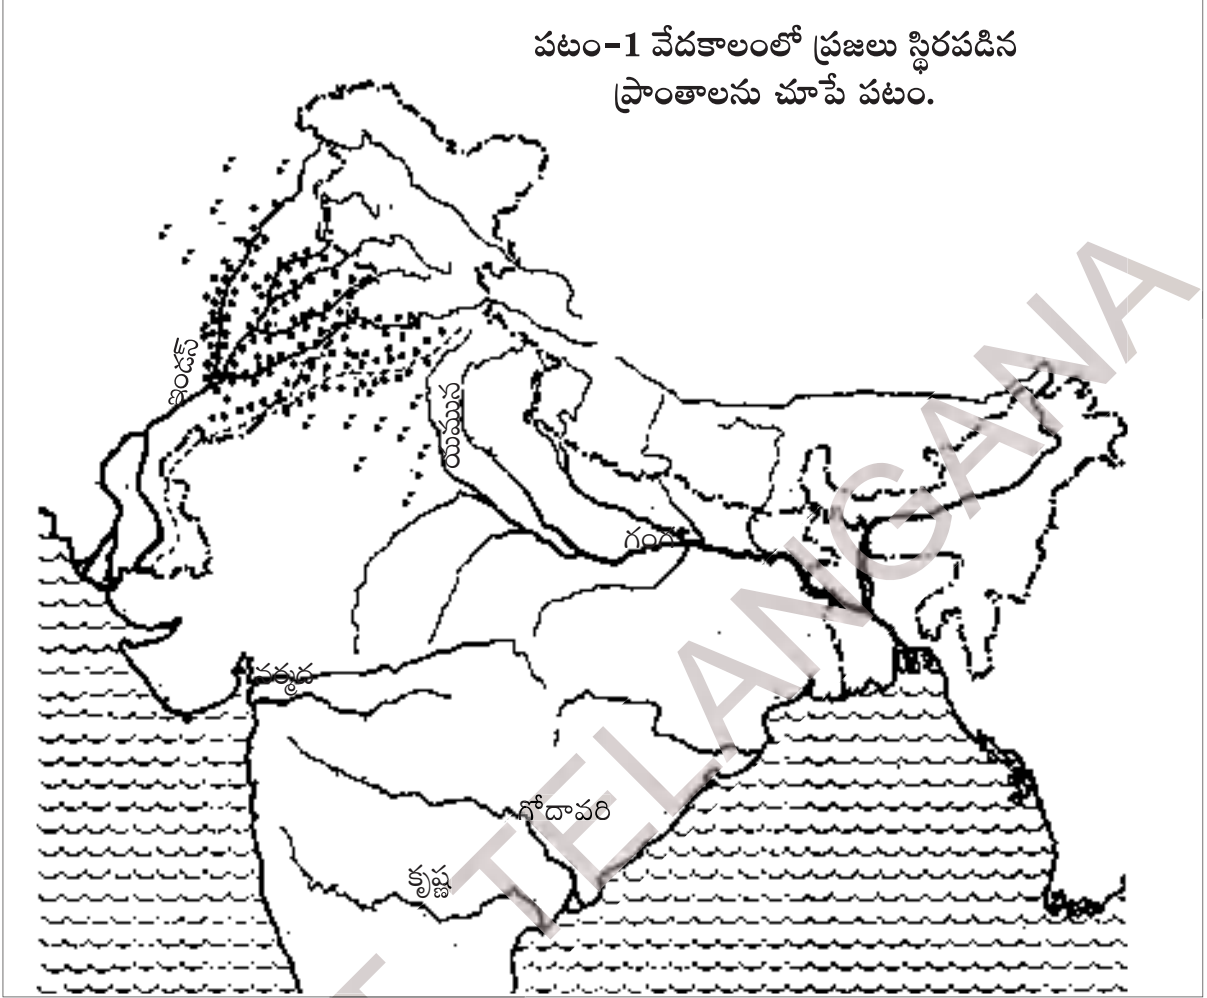 పటం-1 వేదకాలంలో ప్రజలు స్థిరపడిన
ప్రాంతాలను చూపే పటం.
ఇండస్
యమున
గంగ
నర్మద
గోదావరి
కృష్ణ
TELANGANA